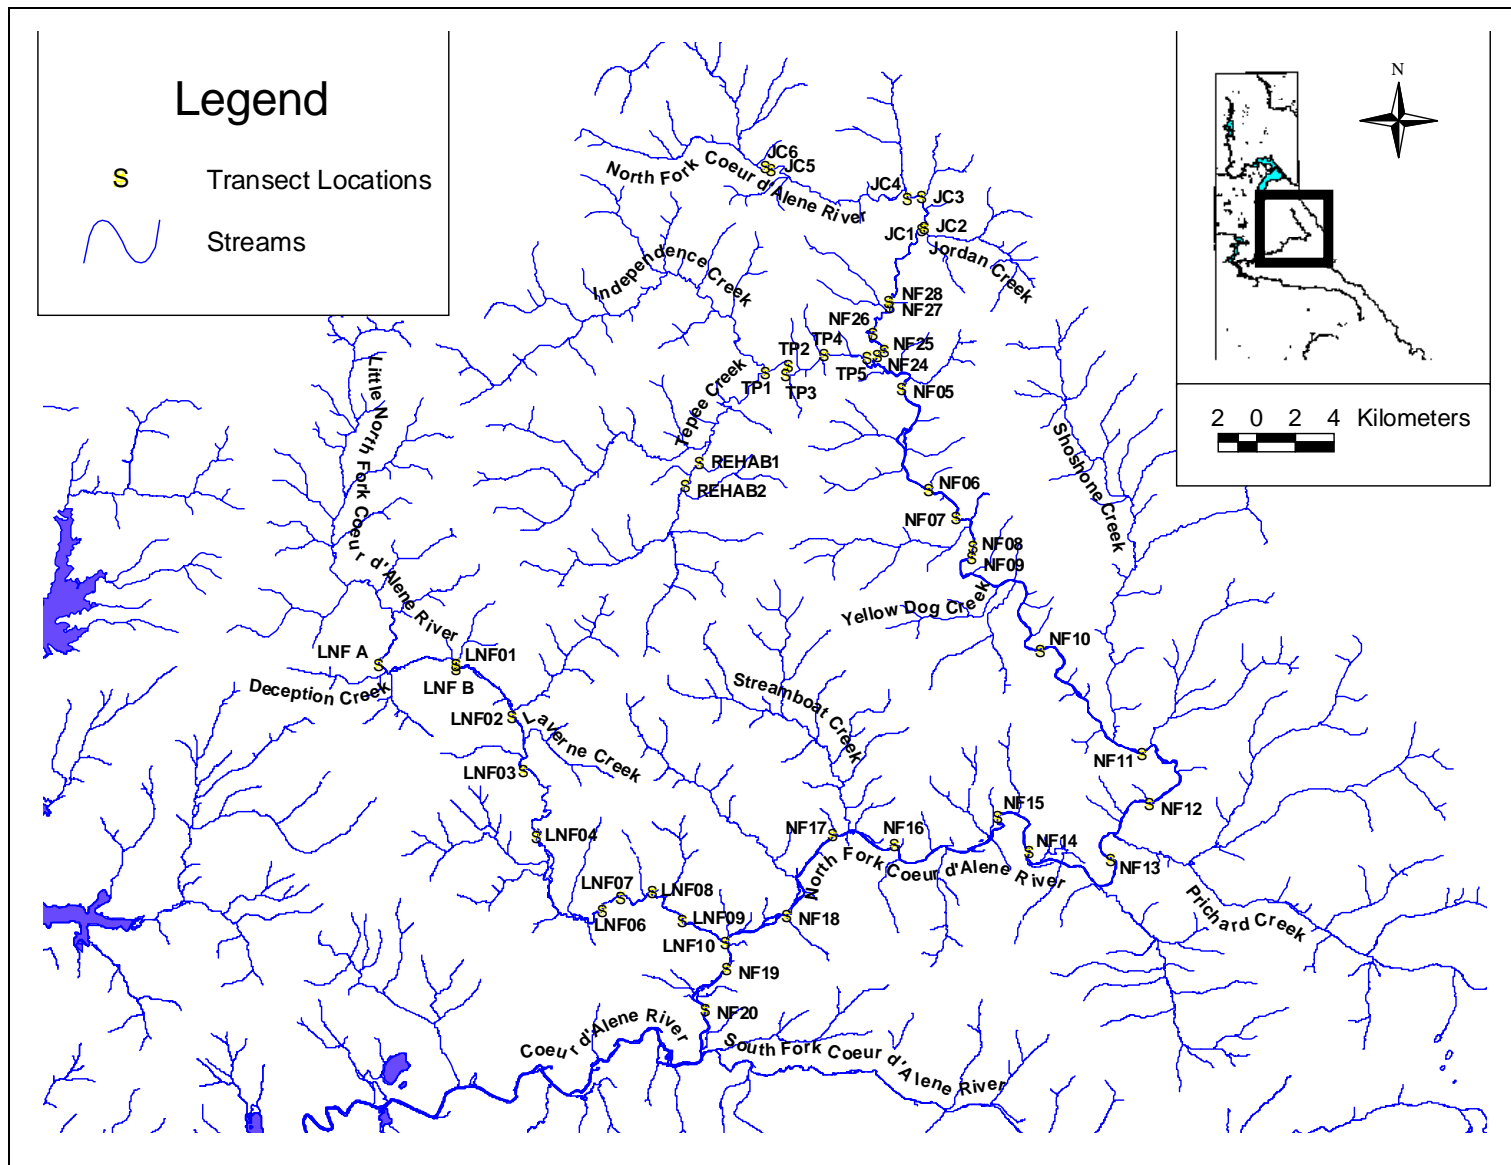 Legend
S Transect Locations
Streams
N
2 0 2 4 Kilometers
JC6
JC5
North Fork Coeur d'Alene River
JC4
JC3
JC2
JC1
Jordan Creek
Independence Creek
NF28
NF27
NF26
NF25
NF24
TP4
TP2
TP5
TP1
TP3
NF05
Tepee Creek
Little North Fork Coeur d'Alene River
Shoshone Creek
REHAB1
REHAB2
NF06
NF07
NF08
NF09
Yellow Dog Creek
NF10
LNF A
LNF01
LNF B
Deception Creek
LNF02
Laverne Creek
Streamboat Creek
LNF03
NF11
NF12
NF15
NF17
NF16
NF14
NF13
LNF04
North Fork Coeur d'Alene River
LNF07
LNF08
LNF06
LNF09
NF18
Prichard Creek
LNF10
NF19
NF20
Coeur d'Alene River
South Fork Coeur d'Alene River